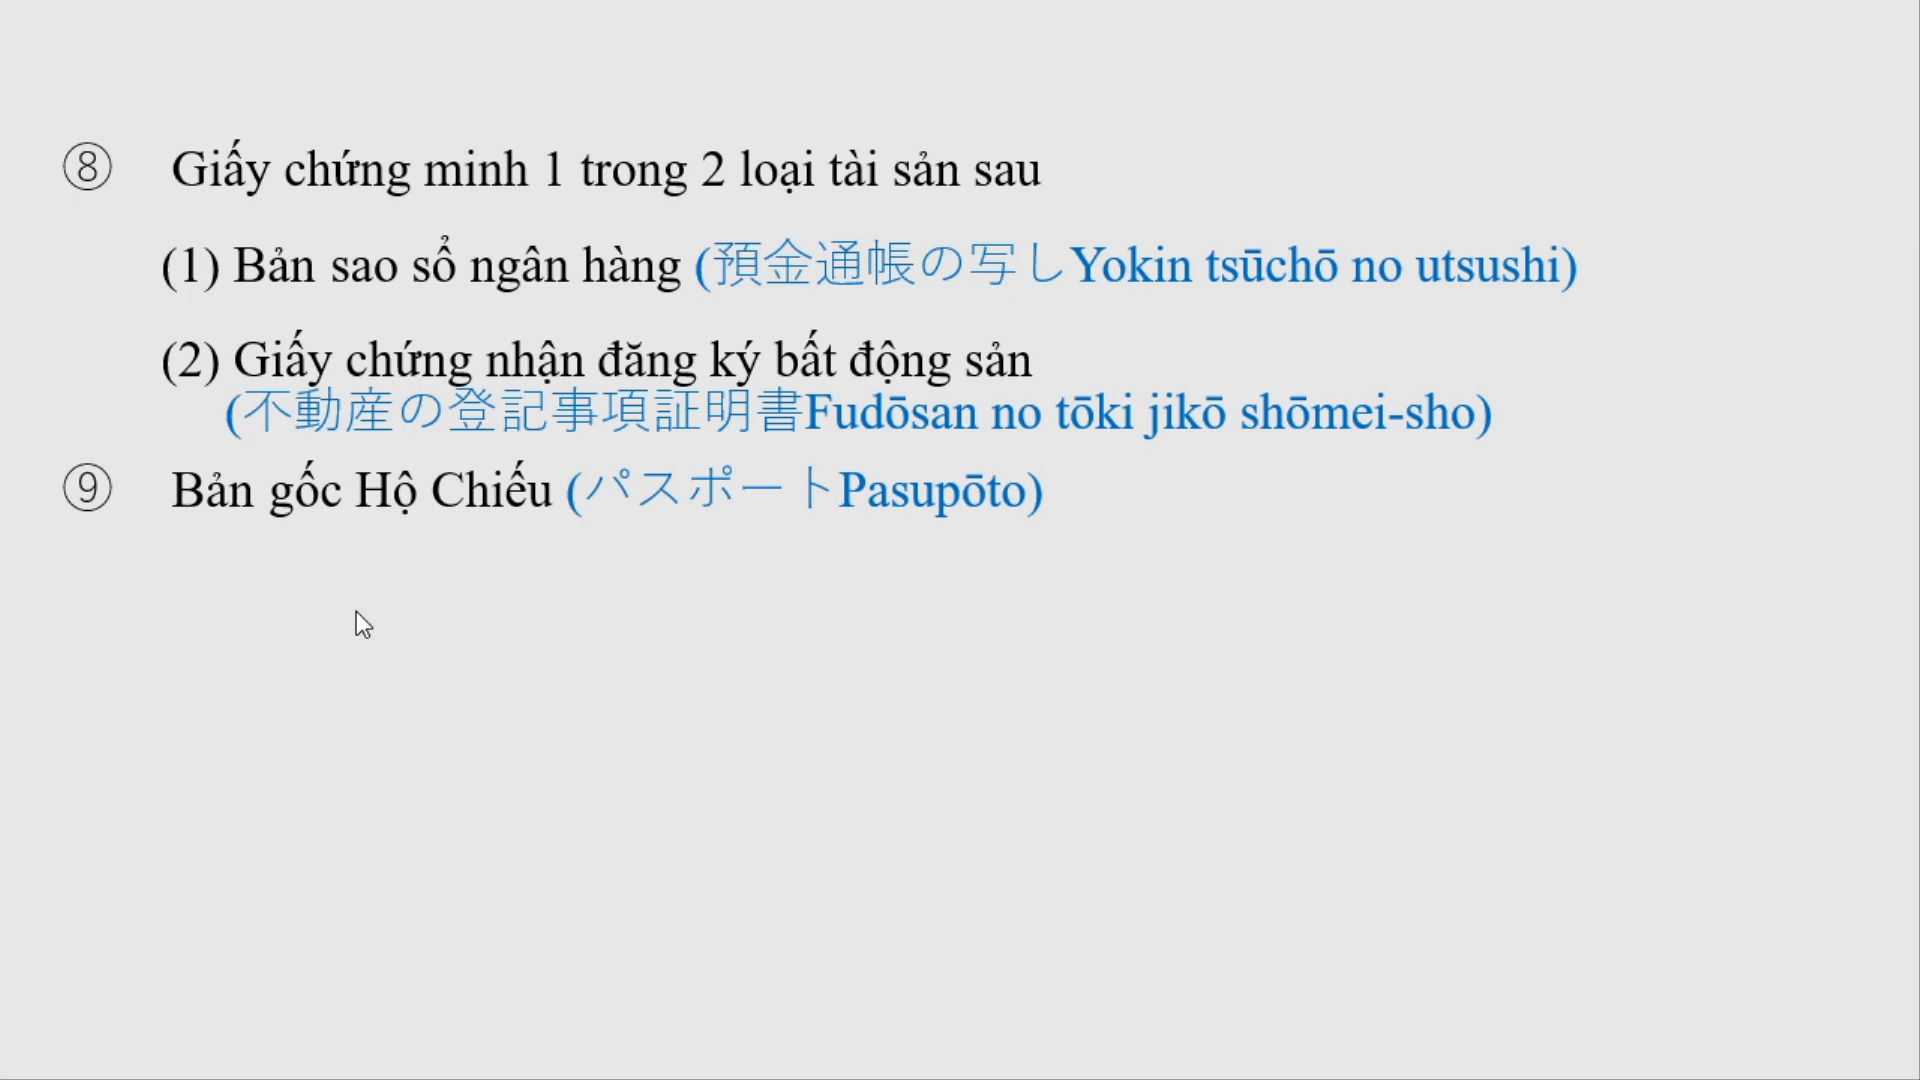 ⑧ Giấy chứng minh 1 trong 2 loại tài sản sau
(1) Bản sao sổ ngân hàng (預金通帳の写しYokin tsūchō no utsushi)
(2) Giấy chứng nhận đăng ký bất động sản
(不動産の登記事項証明書Fudōsan no tōki jikō shōmei-sho)
⑨ Bản gốc Hộ Chiếu (パスポートPasupōto)